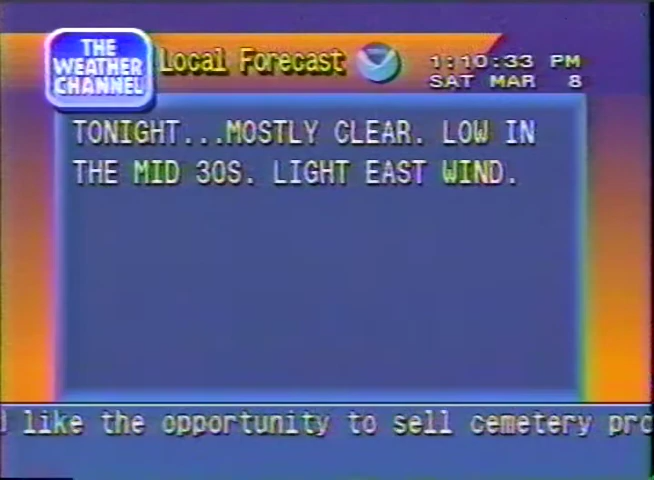 THE
WEATHER
CHANNEL
Local Forecast
1:10:33 PM
SAT MAR 8
TONIGHT...MOSTLY CLEAR. LOW IN
THE MID 30S. LIGHT EAST WIND.
like the opportunity to sell cemetery